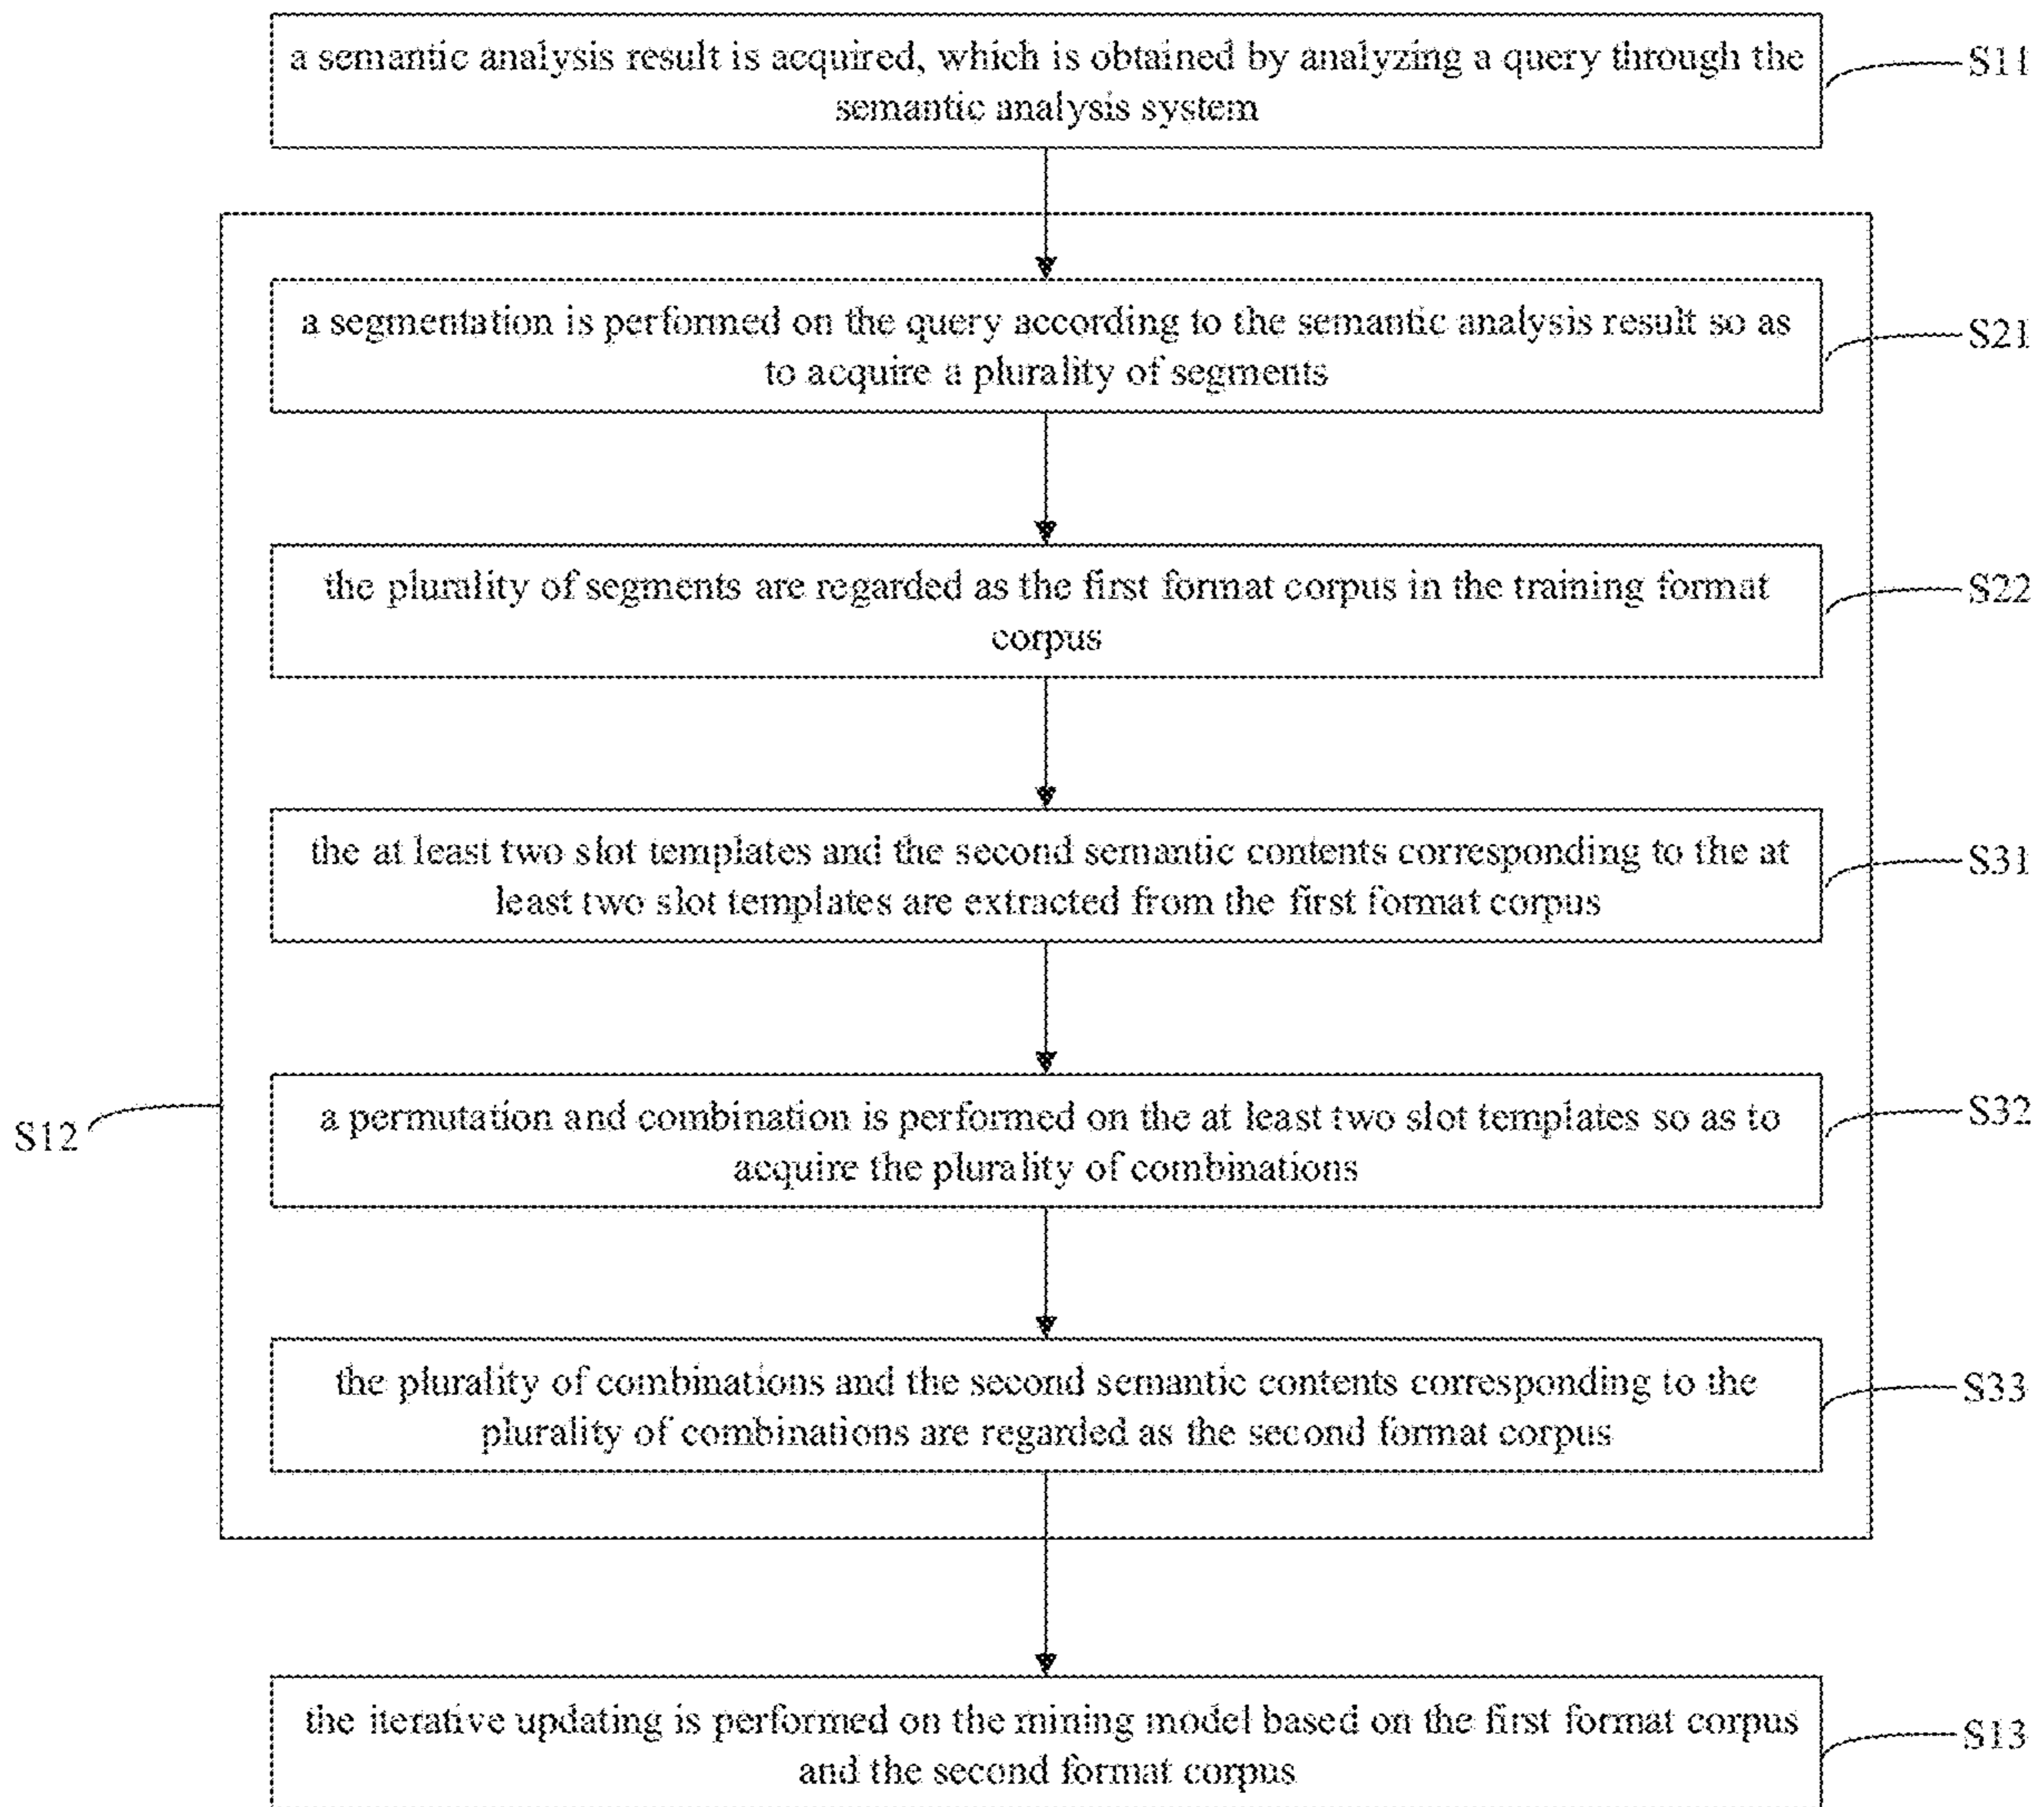 a semantic analysis result is acquired, which is obtained by analyzing a query through the
semantic analysis system
S11
a segmentation is performed on the query according to the semantic analysis result so as
to acquire a plurality of segments
S21
the plurality of segments are regarded as the first format corpus in the training format
corpus
S22
the at least two slot templates and the second semantic contents corresponding to the at
least two slot templates are extracted from the first format corpus
S31
a permutation and combination is performed on the at least two slot templates so as to
acquire the plurality of combinations
S32
S12
the plurality of combinations and the second semantic contents corresponding to the
plurality of combinations are regarded as the second format corpus
S33
the iterative updating is performed on the mining model based on the first format corpus
and the second format corpus
S13